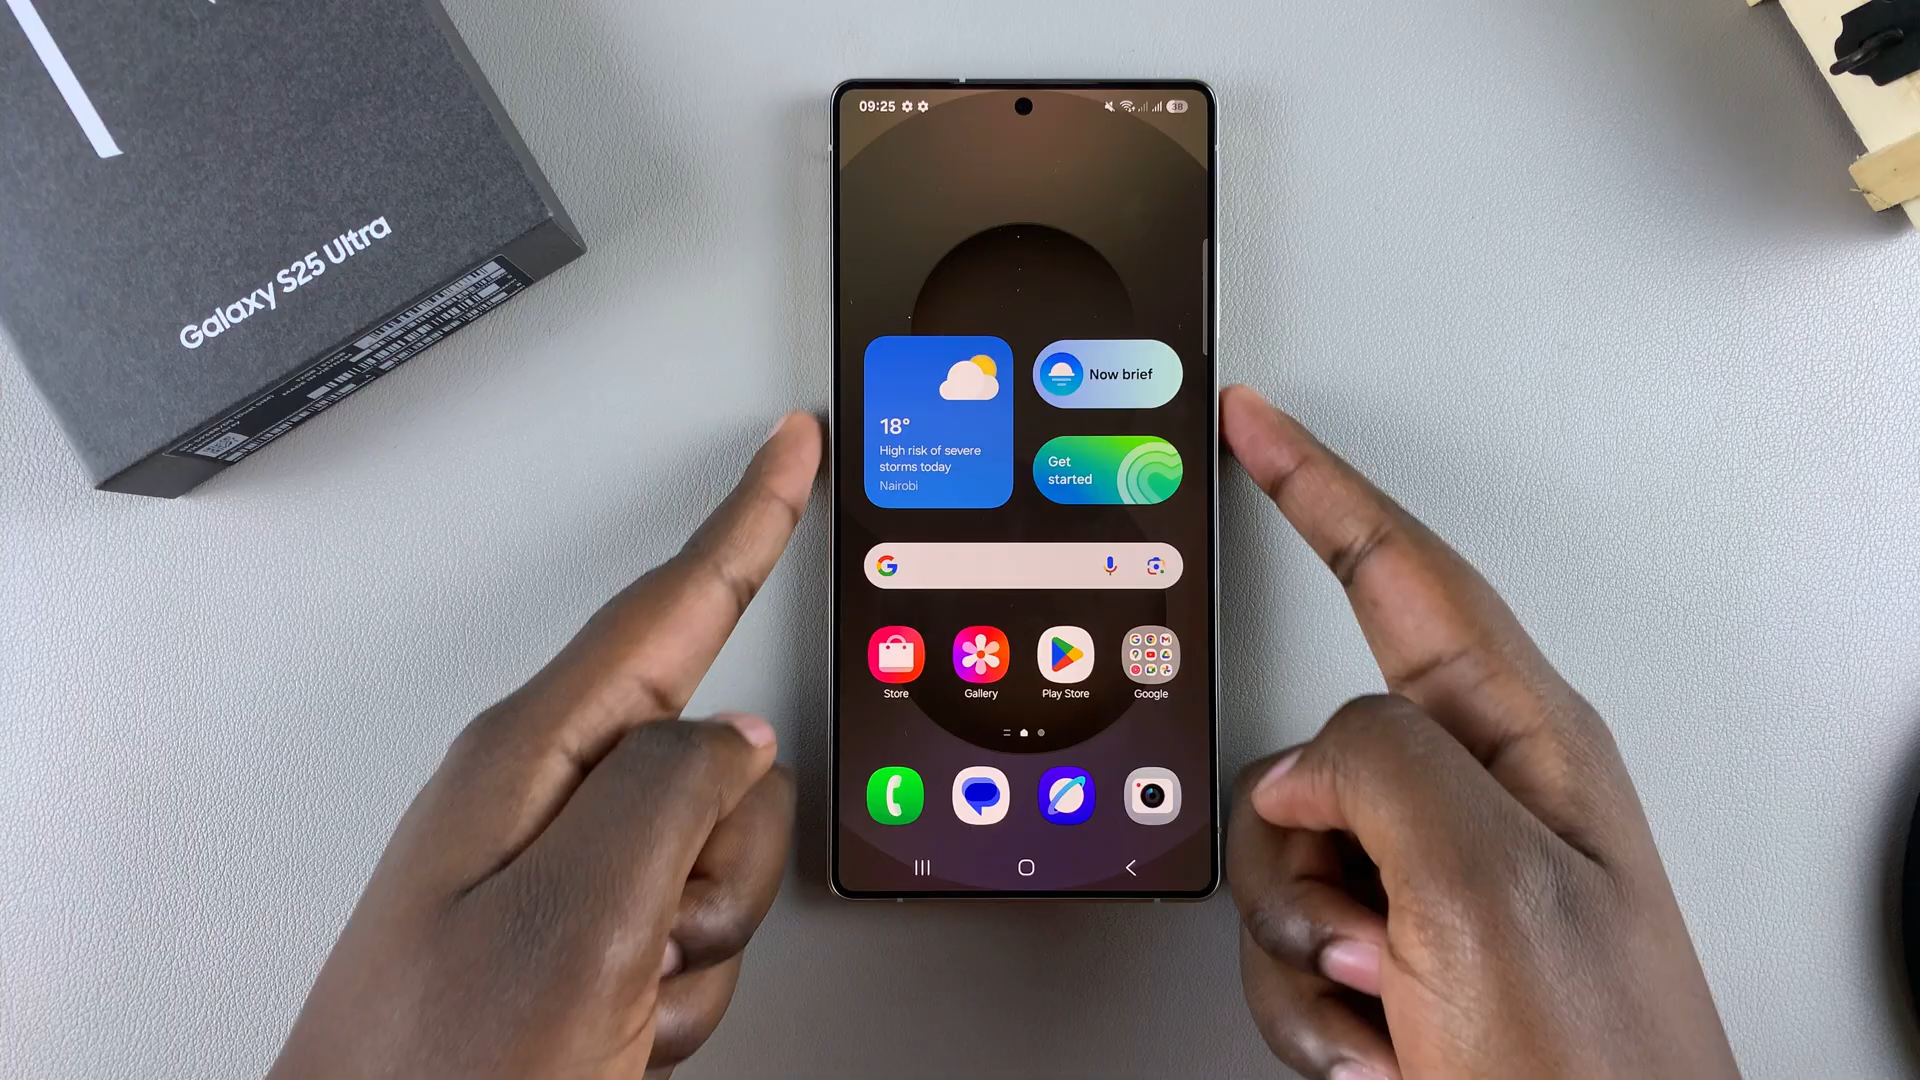 Galaxy S25 Ultra
09:25
38
18°
High risk of severe
storms today
Nairobi
Now brief
Get
started
Store
Gallery
Play Store
Google